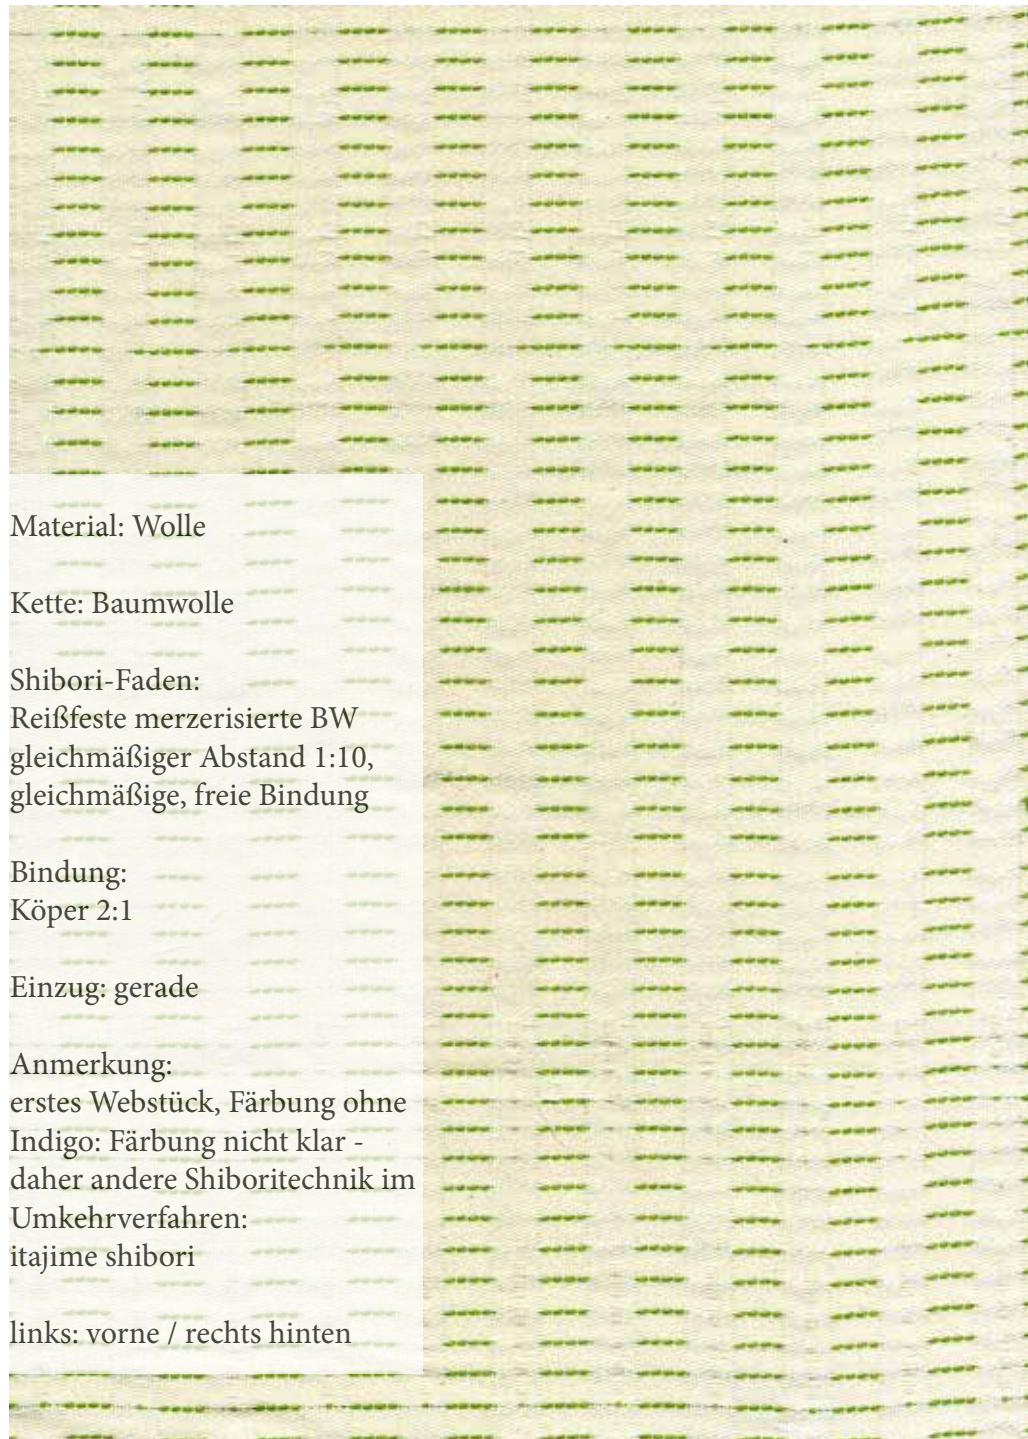 Material: Wolle
Kette: Baumwolle
Shibori-Faden:
Reißfeste merzerisierte BW
gleichmäßiger Abstand 1:10,
gleichmäßige, freie Bindung
Bindung:
Köper 2:1
Einzug: gerade
Anmerkung:
erstes Webstück, Färbung ohne
Indigo: Färbung nicht klar -
daher andere Shiboritechnik im
Umkehrverfahren:
itajime shibori
links: vorne / rechts hinten